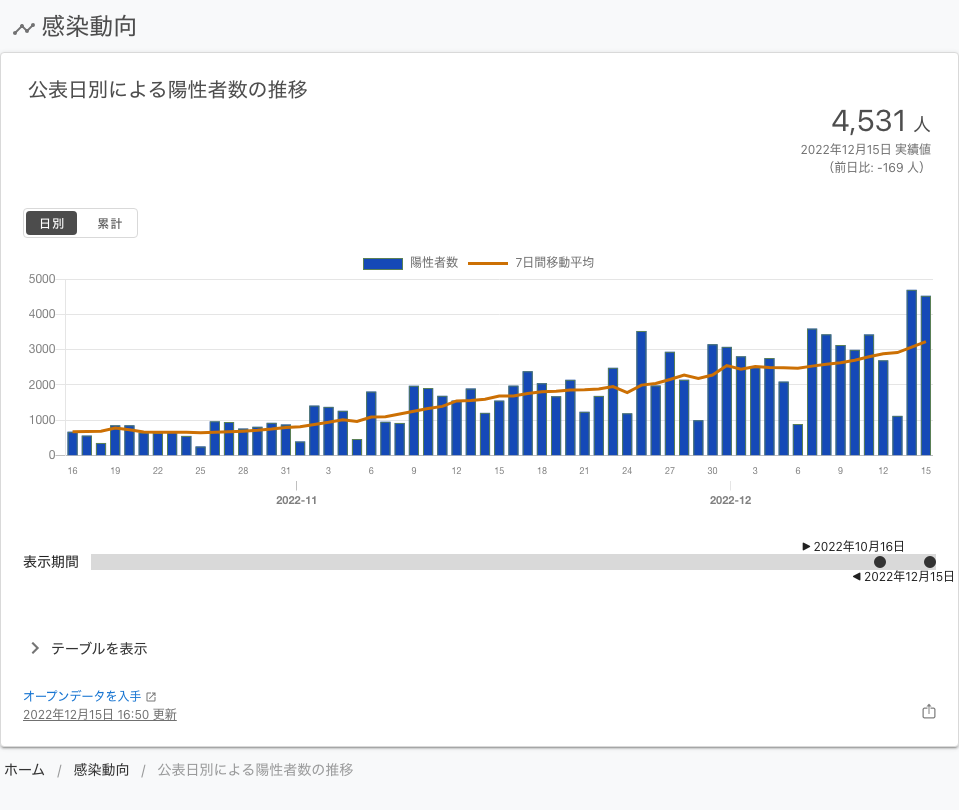 感染動向
公表日別による陽性者数の推移
4,531 人
2022年12月15日 実績値
（前日比: -169 人）
日別 累計
陽性者数 7日間移動平均
5000
4000
3000
2000
1000
0
16 19 22 25 28 31 3 6 9 12 15 18 21 24 27 30 3 6 9 12 15
2022-11 2022-12
2022年10月16日
表示期間
2022年12月15日
テーブルを表示
オープンデータを入手
2022年12月15日 16:50 更新
ホーム / 感染動向 / 公表日別による陽性者数の推移